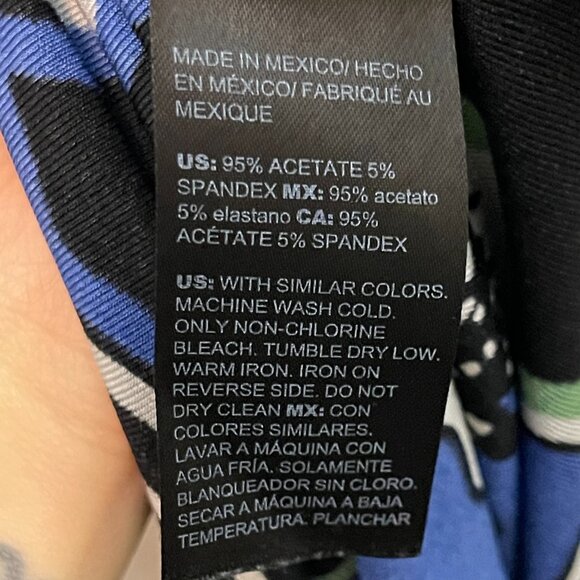 MADE IN MEXICO/ HECHO
EN MÉXICO/ FABRIQUÉ AU
MEXIQUE
US: 95% ACETATE 5%
SPANDEX MX: 95% acetato
5% elastano CA: 95%
ACÉTATE 5% SPANDEX
US: WITH SIMILAR COLORS.
MACHINE WASH COLD.
ONLY NON-CHLORINE
BLEACH. TUMBLE DRY LOW.
WARM IRON. IRON ON
REVERSE SIDE. DO NOT
DRY CLEAN MX: CON
COLORES SIMILARES.
LAVAR A MÁQUINA CON
AGUA FRÍA. SOLAMENTE
BLANQUEADOR SIN CLORO.
SECAR A MÁQUINA A BAJA
TEMPERATURA. PLANCHAR